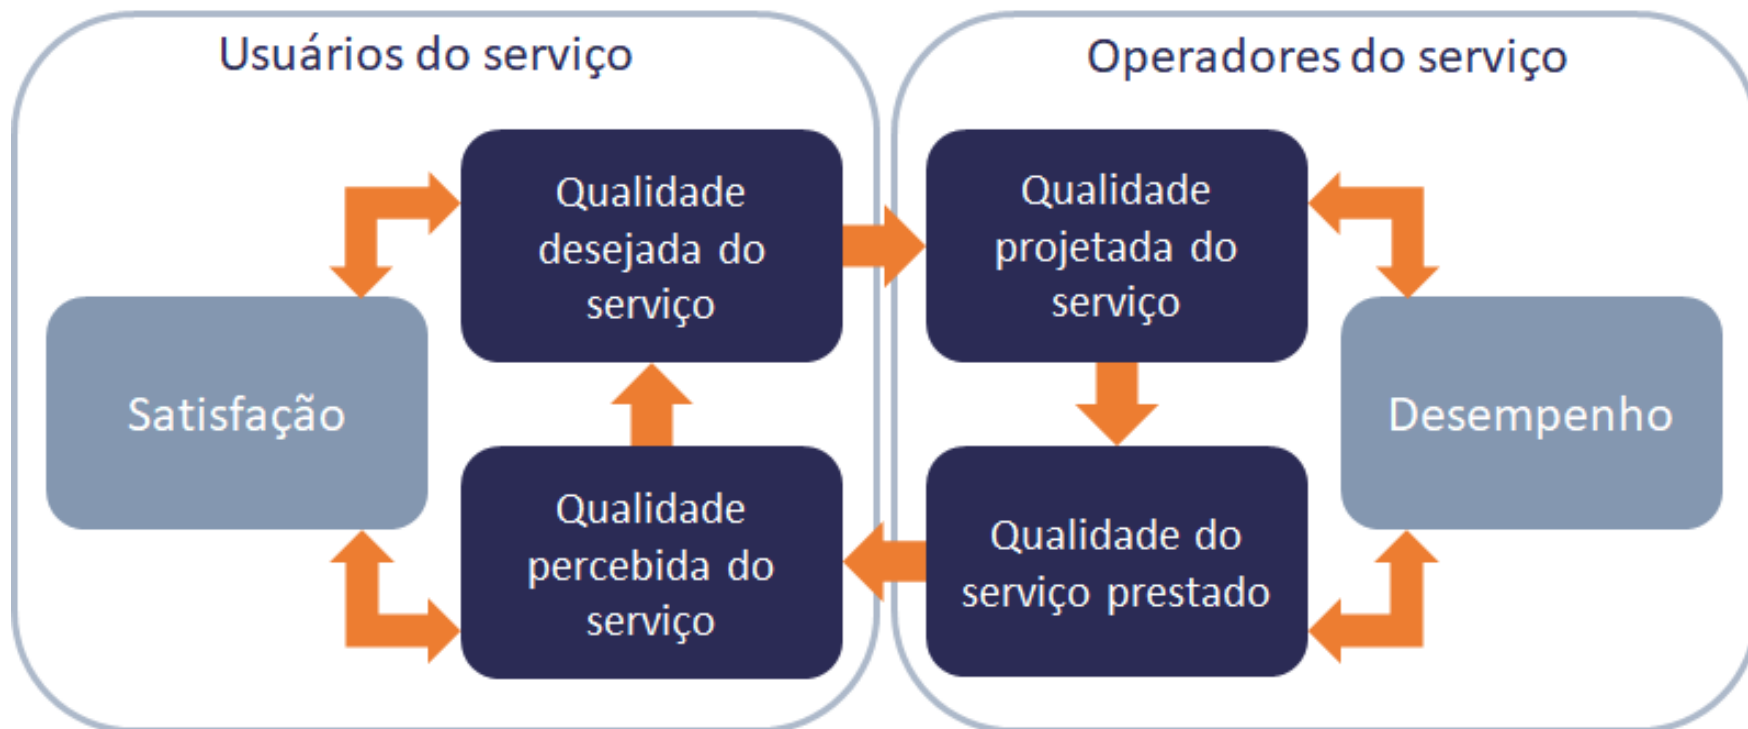 Usuários do serviço
Operadores do serviço
Qualidade
desejada do
serviço
Qualidade
projetada do
serviço
Satisfação
Desempenho
Qualidade
percebida do
serviço
Qualidade do
serviço prestado